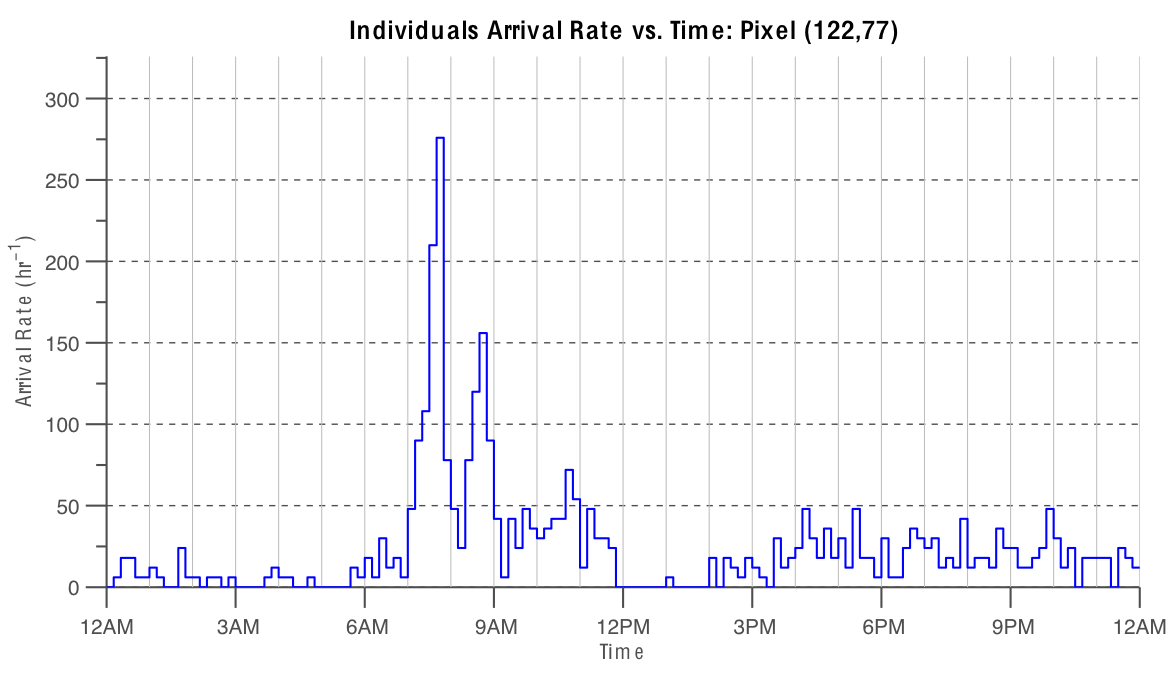 Individuals Arrival Rate vs. Time: Pixel (122,77)
Arrival Rate (hr⁻¹)
300
250
200
150
100
50
0
12AM 3AM 6AM 9AM 12PM 3PM 6PM 9PM 12AM
Time